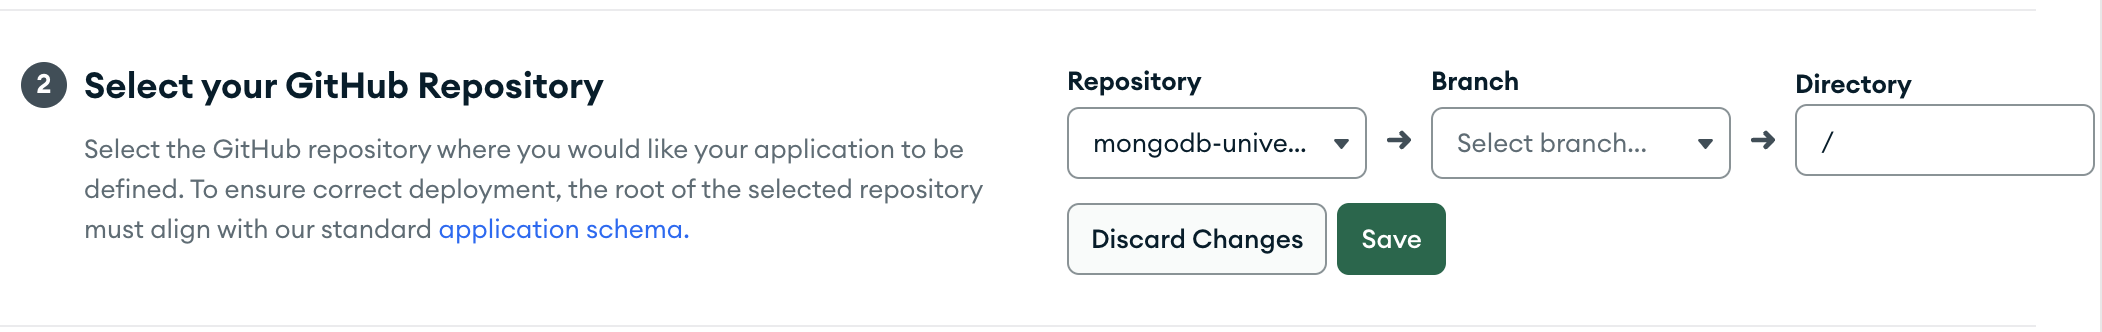 2 Select your GitHub Repository
Select the GitHub repository where you would like your application to be
defined. To ensure correct deployment, the root of the selected repository
must align with our standard application schema.
Repository
mongodb-unive...
Branch
Select branch...
Directory
/
Discard Changes
Save